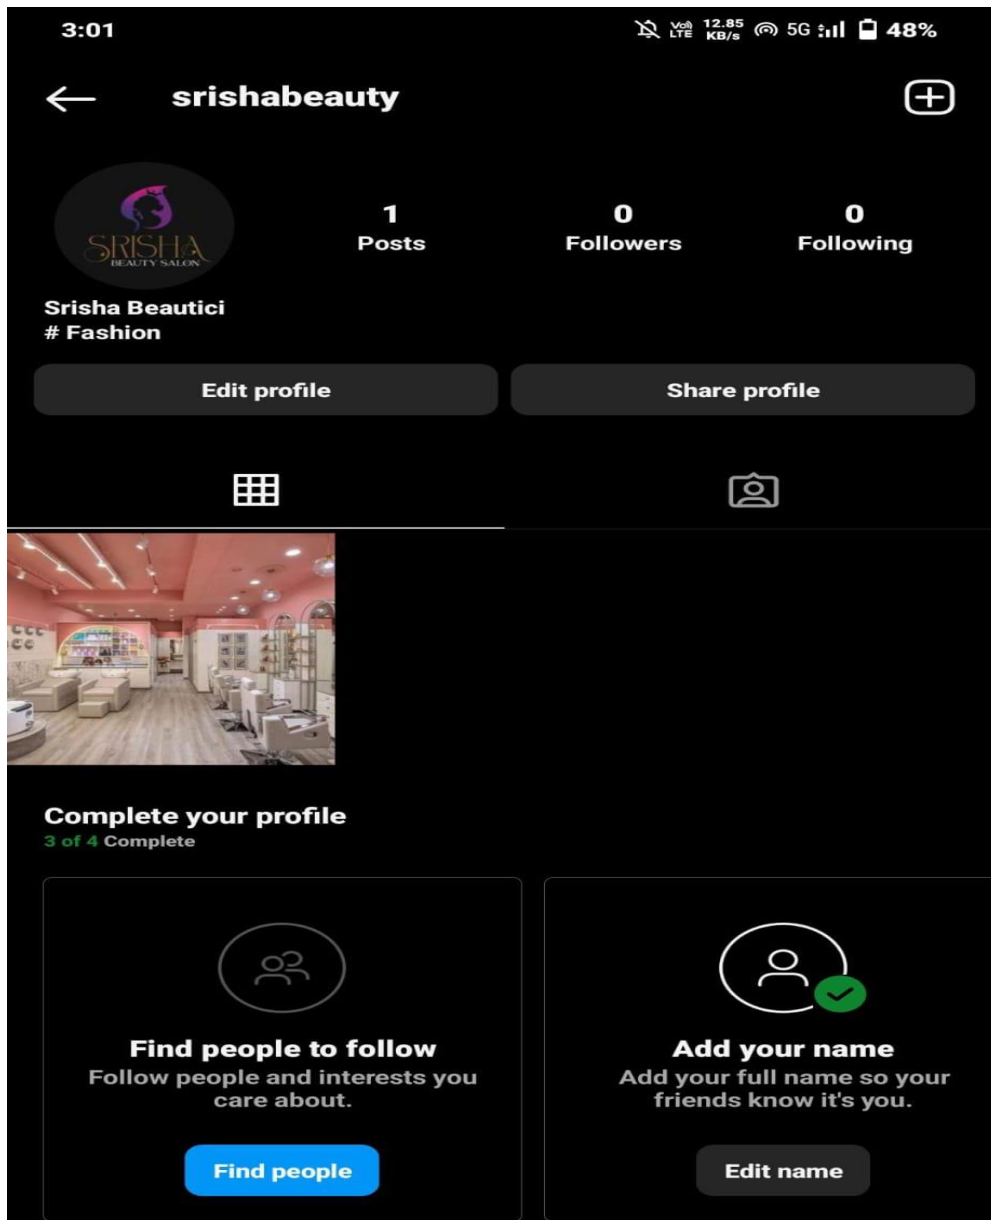 3:01 Vo) LTE 12.85 KB/s 5G 48%
srishabeauty
SRISHA
BEAUTY SALON
1 0 0
Posts Followers Following
Srisha Beautici
# Fashion
Edit profile Share profile
Complete your profile
3 of 4 Complete
Find people to follow
Follow people and interests you
care about.
Find people
Add your name
Add your full name so your
friends know it's you.
Edit name